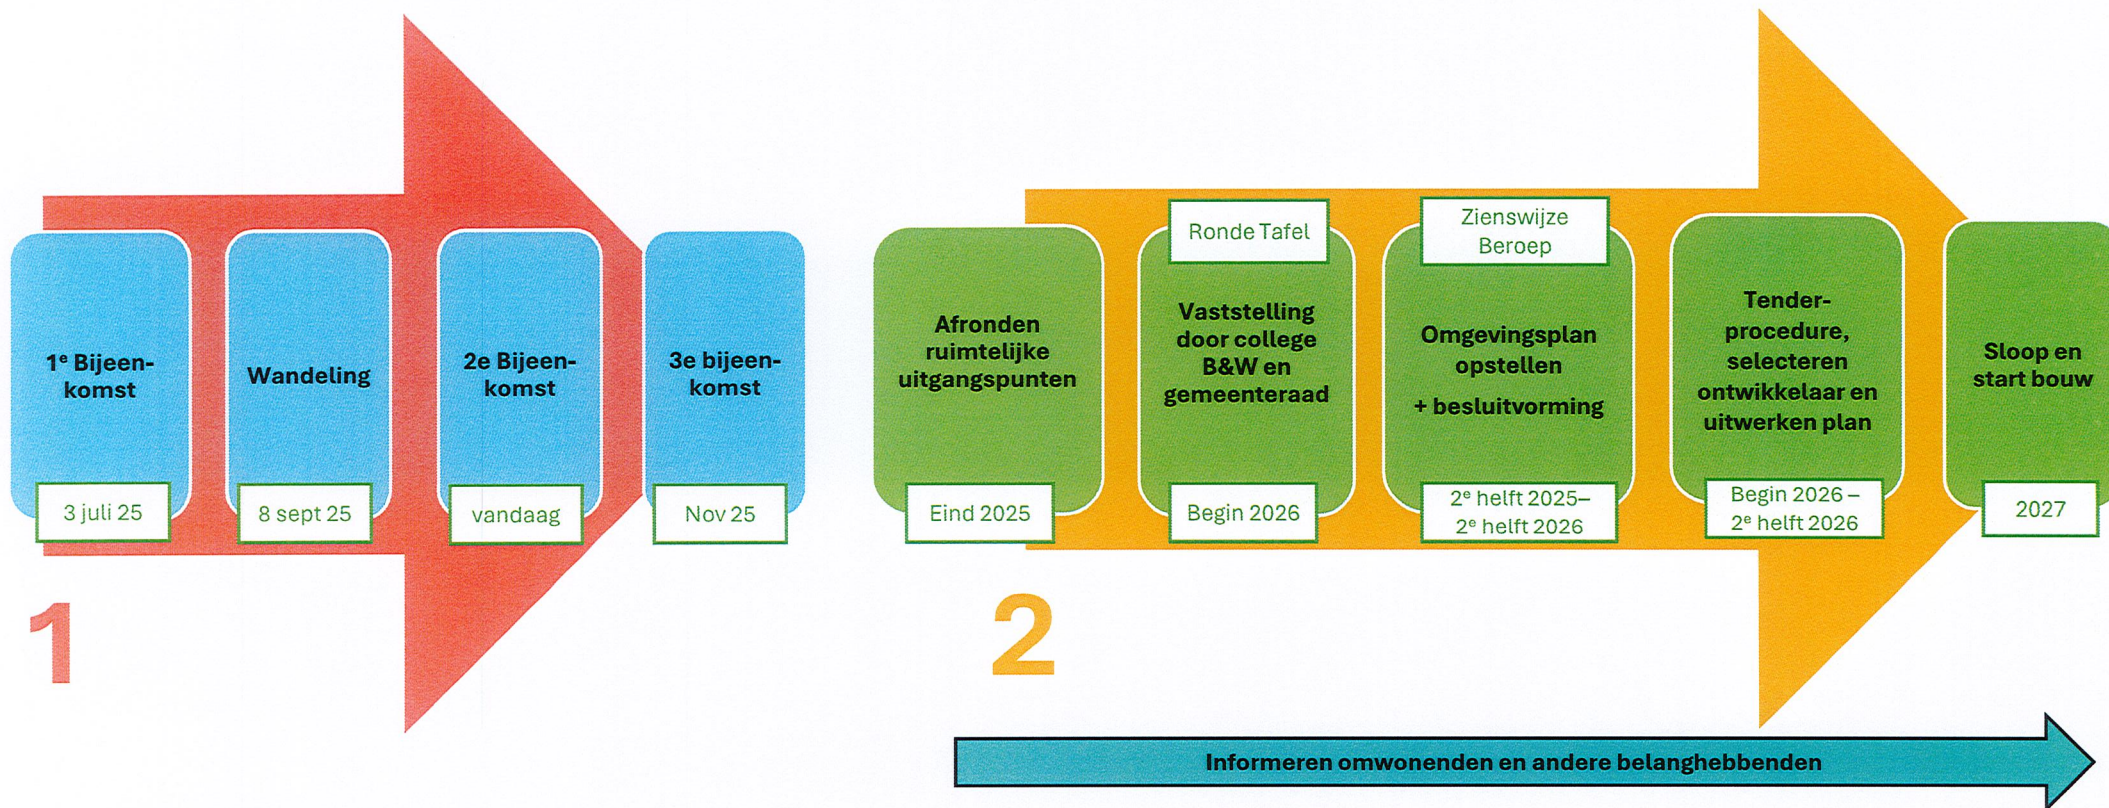 1e Bijeen-
komst
3 juli 25
Wandeling
8 sept 25
2e Bijeen-
komst
vandaag
3e bijeen-
komst
Nov 25
1
Afronden
ruimtelijke
uitgangspunten
Eind 2025
Ronde Tafel
Vaststelling
door college
B&W en
gemeenteraad
Begin 2026
Zienswijze
Beroep
Omgevingsplan
opstellen
+ besluitvorming
2e helft 2025–
2e helft 2026
Tender-
procedure,
selecteren
ontwikkelaar en
uitwerken plan
Begin 2026 –
2e helft 2026
Sloop en
start bouw
2027
2
Informeren omwonenden en andere belanghebbenden